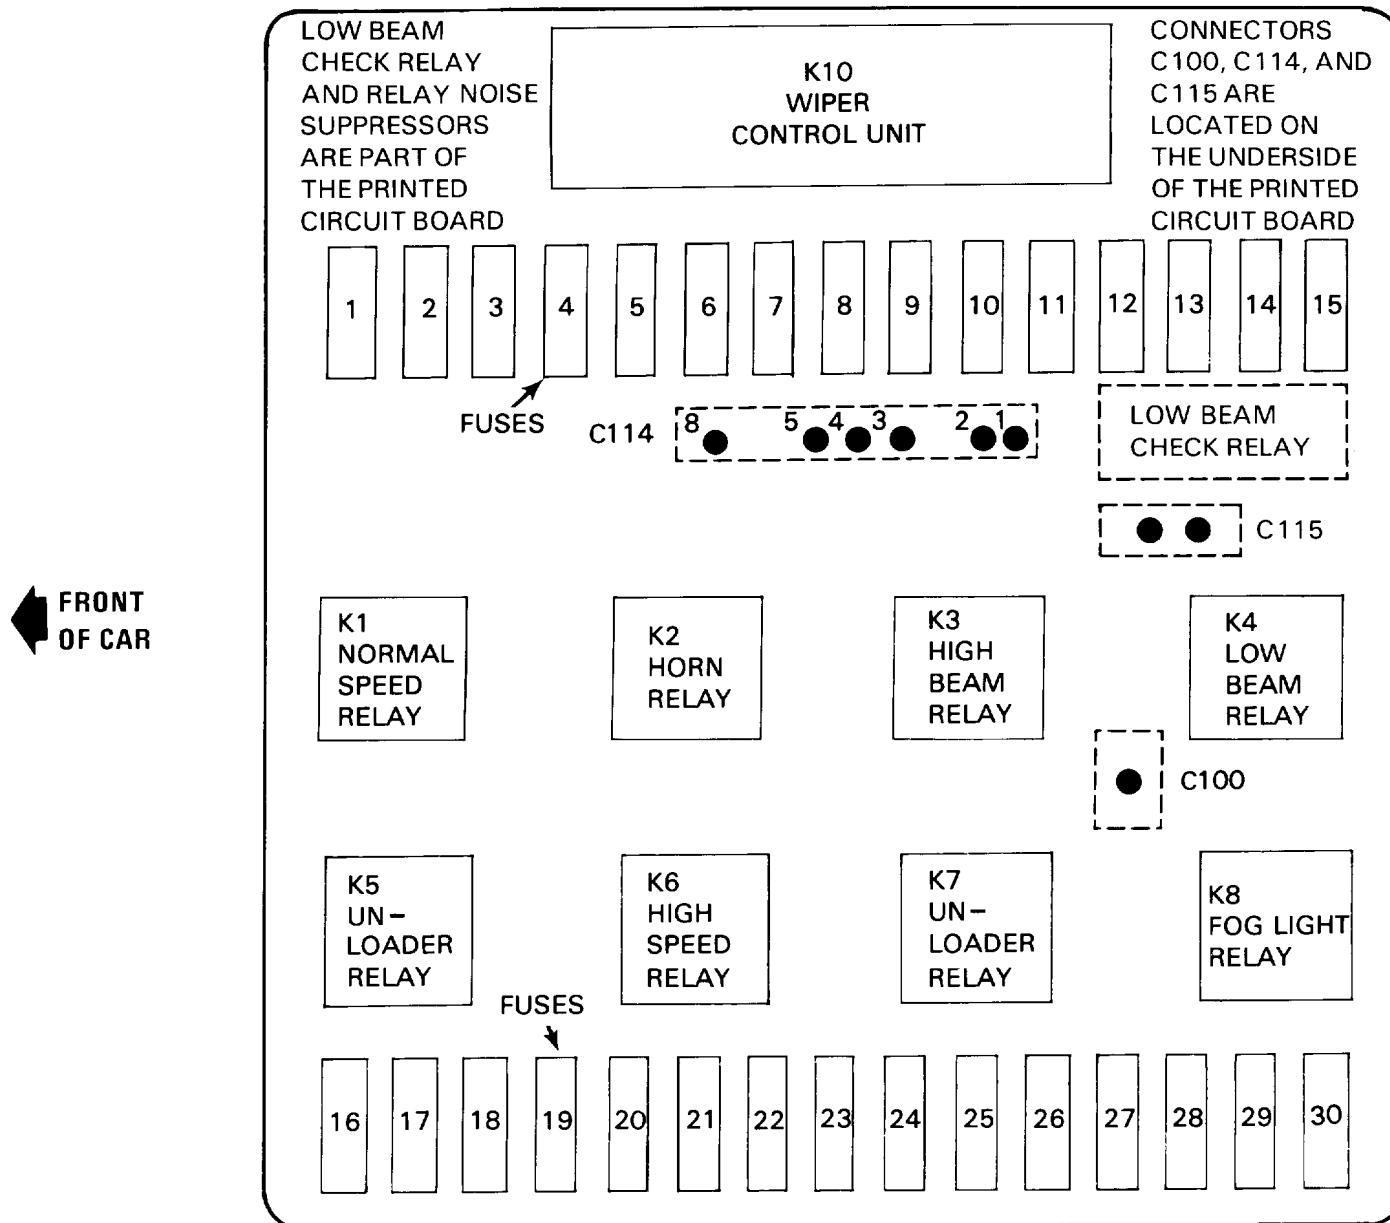 LOW BEAM
CHECK RELAY
AND RELAY NOISE
SUPPRESSORS
ARE PART OF
THE PRINTED
CIRCUIT BOARD
K10
WIPER
CONTROL UNIT
CONNECTORS
C100, C114, AND
C115 ARE
LOCATED ON
THE UNDERSIDE
OF THE PRINTED
CIRCUIT BOARD
1 2 3 4 5 6 7 8 9 10 11 12 13 14 15
FUSES
C114
8 5 4 3 2 1
LOW BEAM
CHECK RELAY
C115
FRONT
OF CAR
K1
NORMAL
SPEED
RELAY
K2
HORN
RELAY
K3
HIGH
BEAM
RELAY
K4
LOW
BEAM
RELAY
C100
K5
UN–
LOADER
RELAY
K6
HIGH
SPEED
RELAY
K7
UN–
LOADER
RELAY
K8
FOG LIGHT
RELAY
FUSES
16 17 18 19 20 21 22 23 24 25 26 27 28 29 30